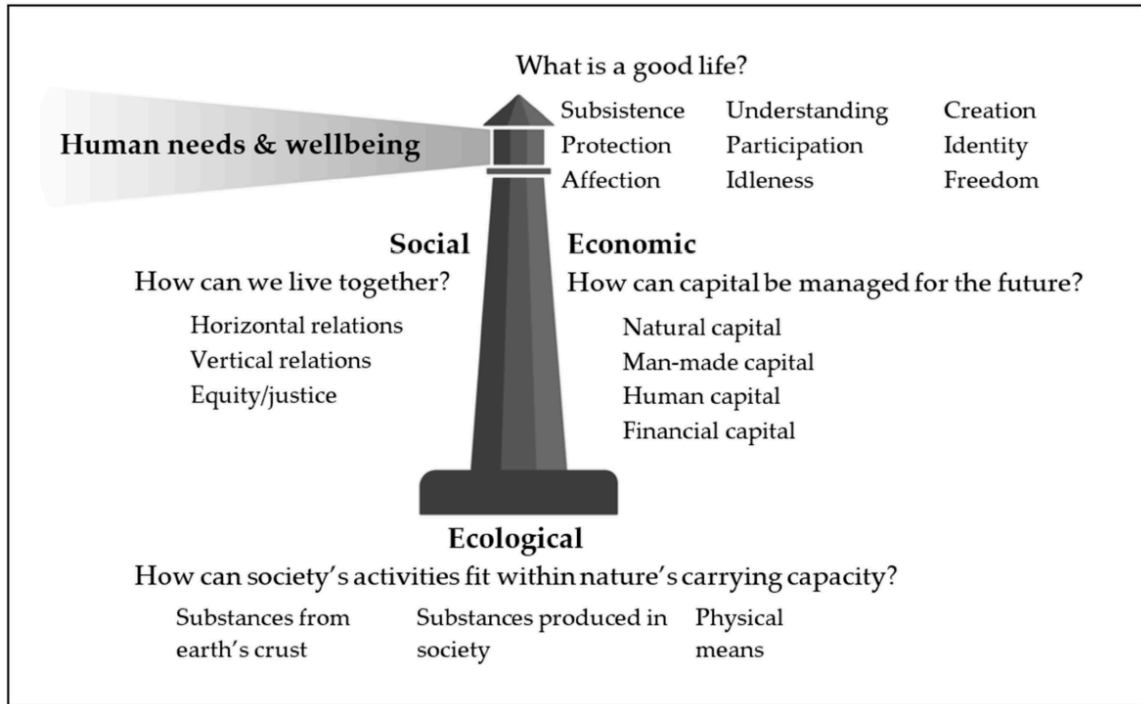 What is a good life?
Human needs & wellbeing
Subsistence Understanding Creation
Protection Participation Identity
Affection Idleness Freedom
Social
How can we live together?
Horizontal relations
Vertical relations
Equity/justice
Economic
How can capital be managed for the future?
Natural capital
Man-made capital
Human capital
Financial capital
Ecological
How can society’s activities fit within nature’s carrying capacity?
Substances from
earth’s crust
Substances produced in
society
Physical
means